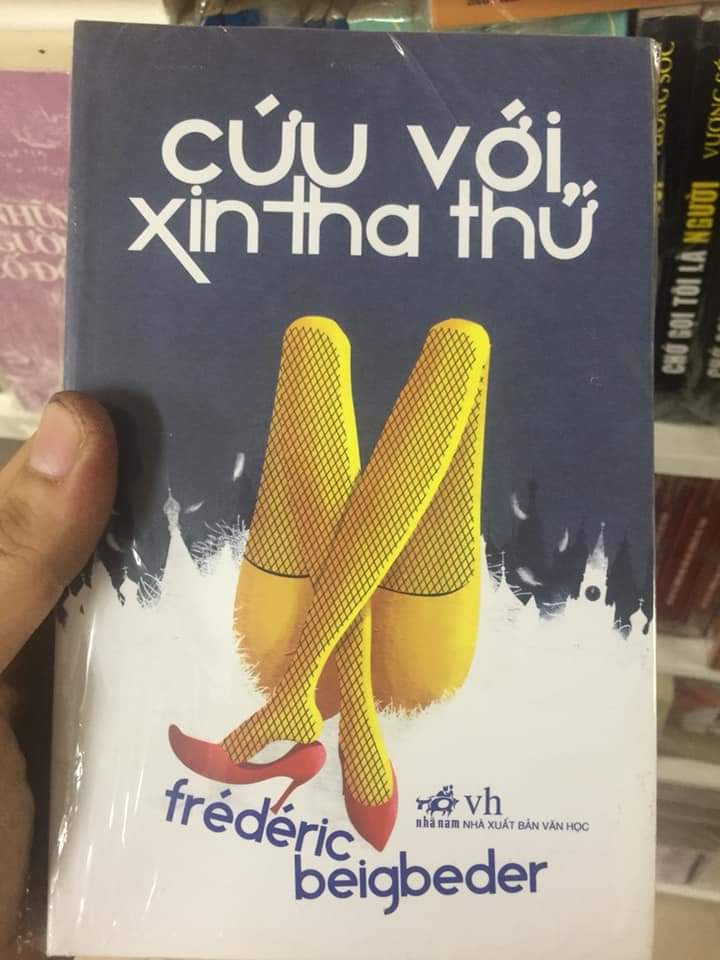 cứu với,
xin tha thứ
frédéric
beigbeder
vh
nhã nam NHÀ XUẤT BẢN VĂN HỌC
CHỚ GỌI TÔI LÀ NGƯỜI